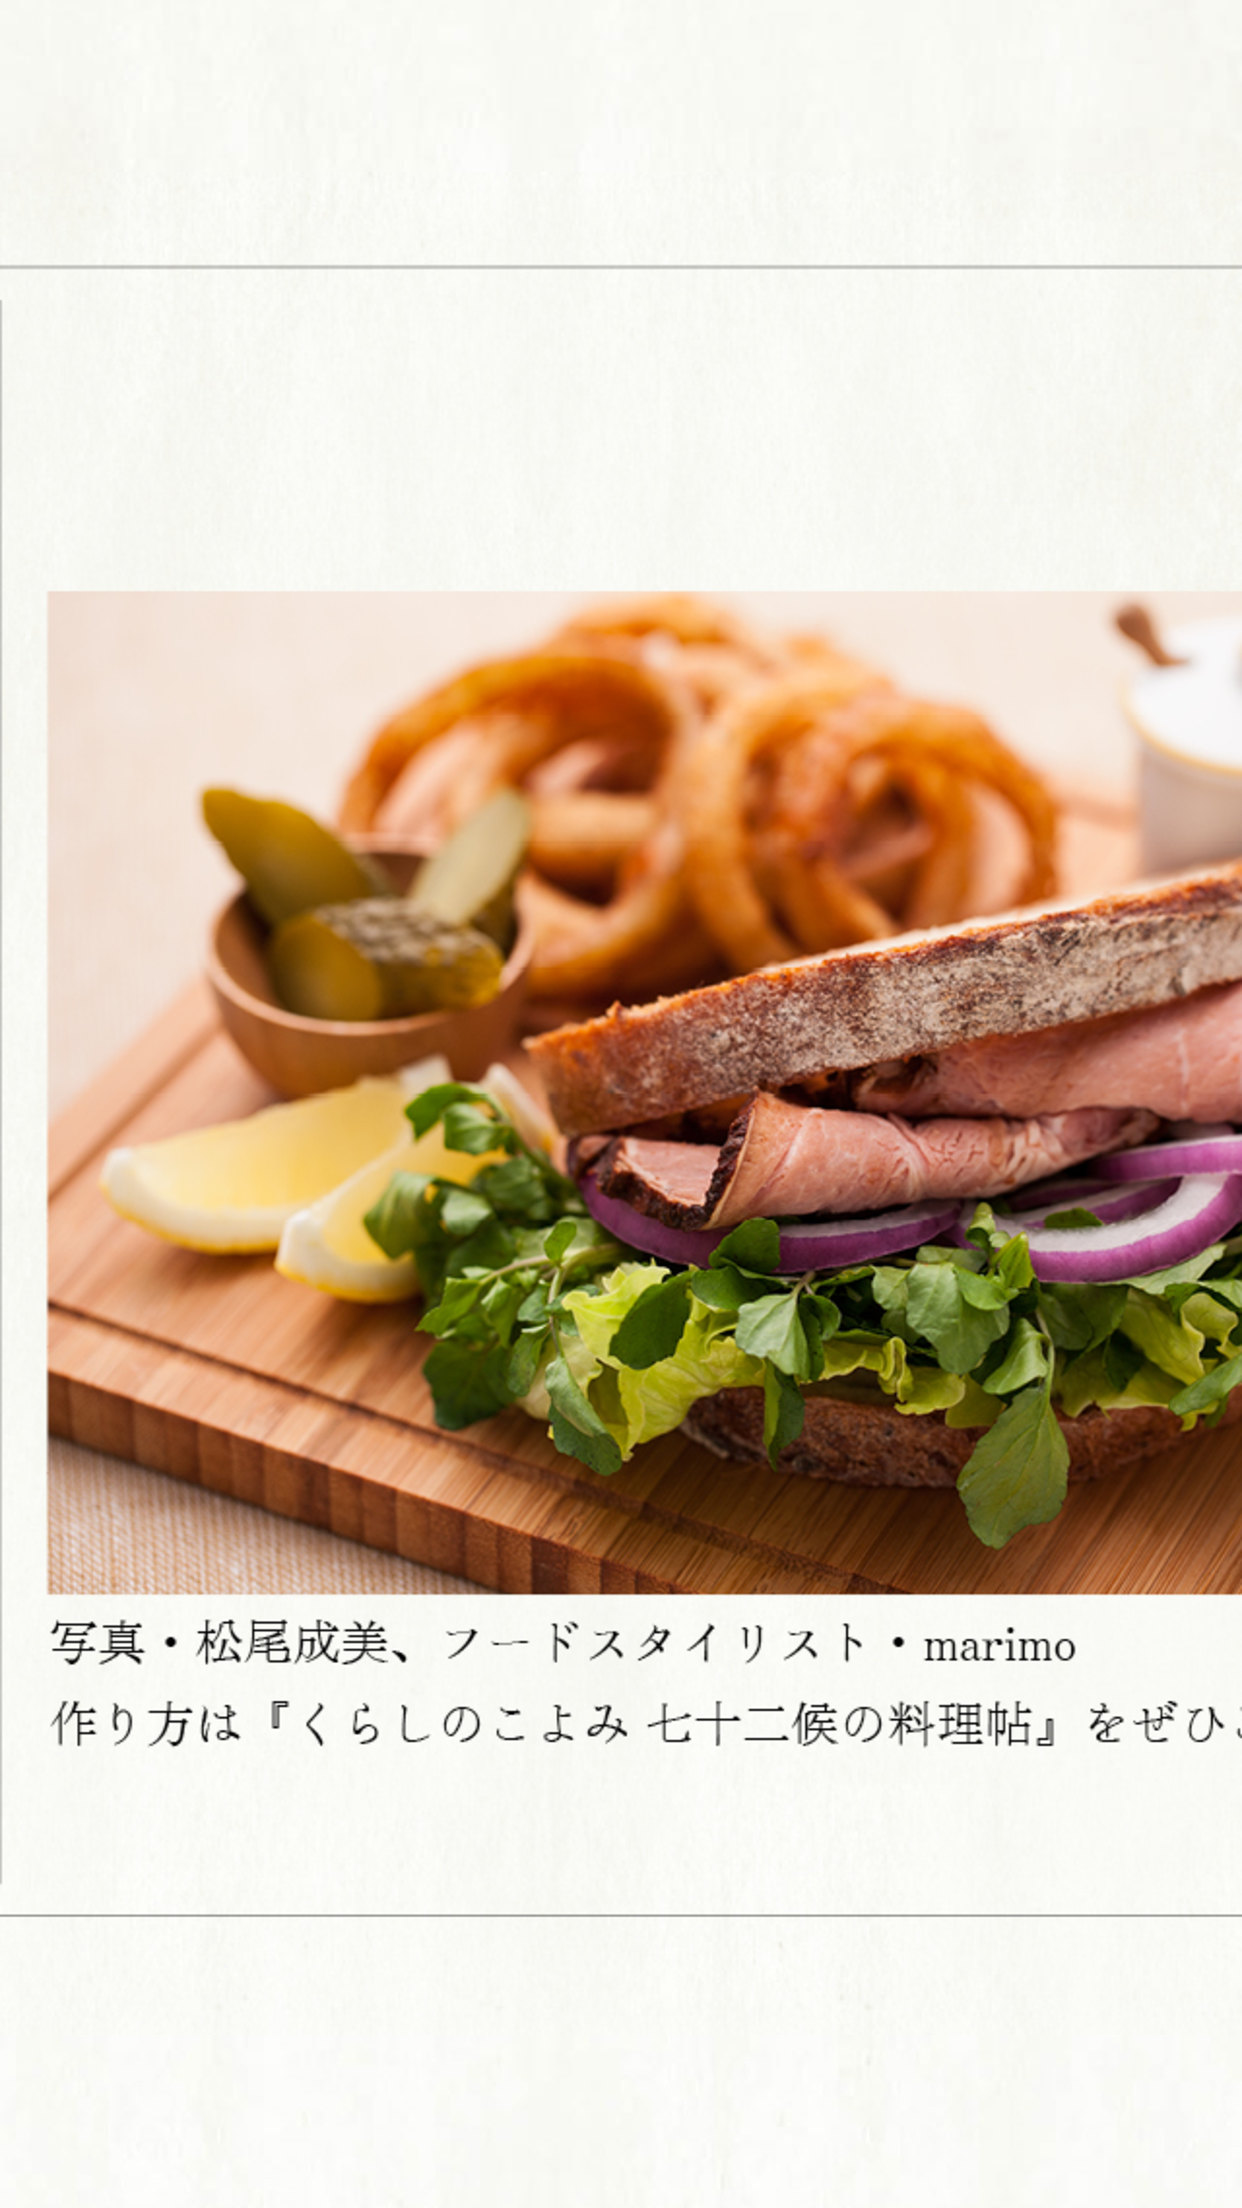 写真・松尾成美、フードスタイリスト・marimo
作り方は『くらしのこよみ 七十二候の料理帖』をぜひ